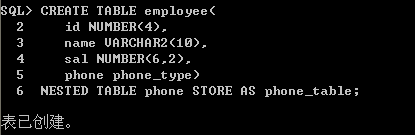 SQL> CREATE TABLE employee(
  2      id NUMBER(4),
  3      name VARCHAR2(10),
  4      sal NUMBER(6,2),
  5      phone phone_type)
  6  NESTED TABLE phone STORE AS phone_table;
表已创建。